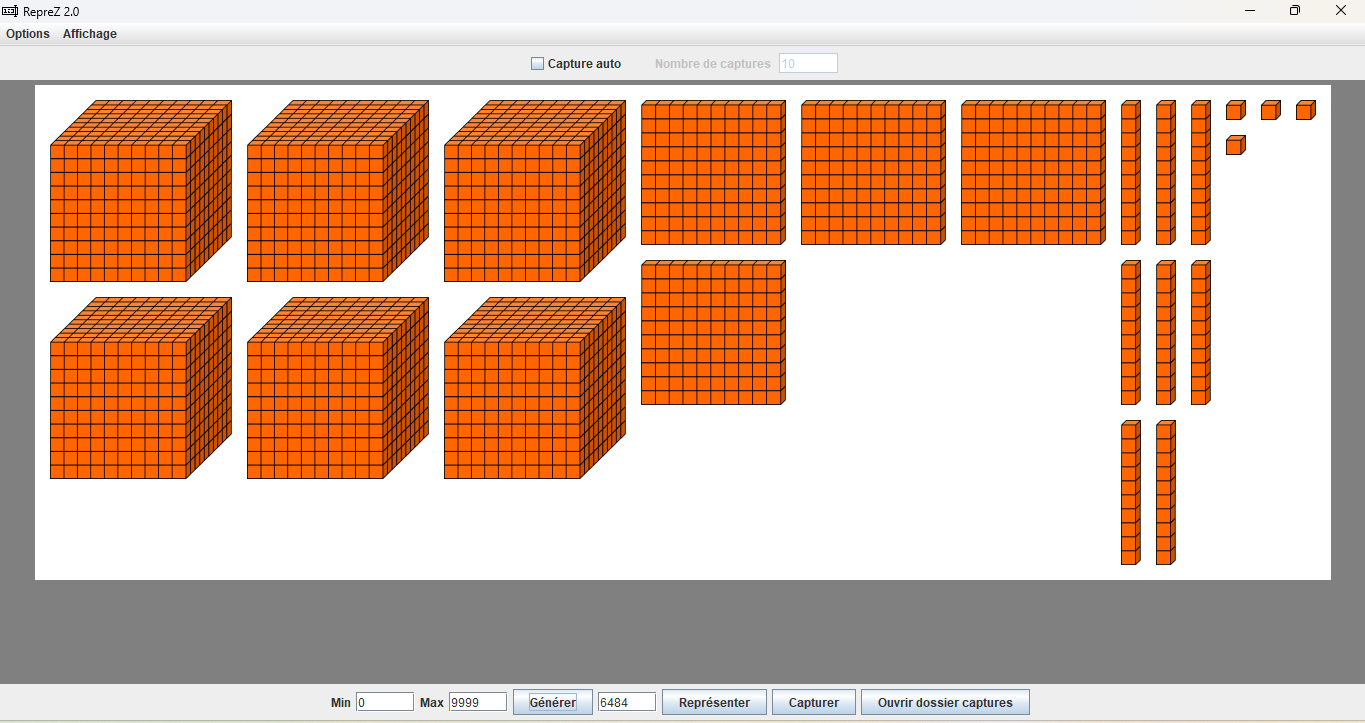 RepreZ 2.0
Options Affichage
Capture auto Nombre de captures 10
Min 0 Max 9999 Générer 6484 Représenter Capturer Ouvrir dossier captures